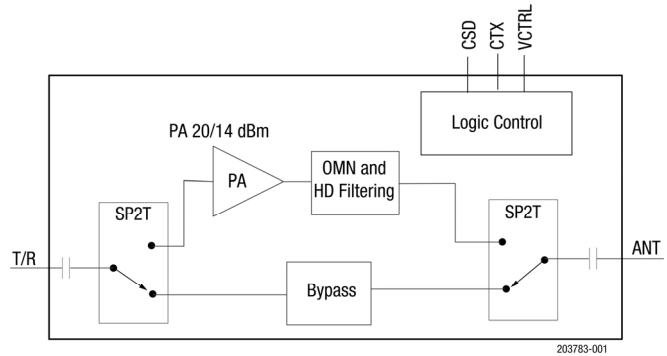 CSD
CTX
VCTRL
Logic Control
PA 20/14 dBm
PA
OMN and
HD Filtering
SP2T
SP2T
T/R
ANT
Bypass
203783-001